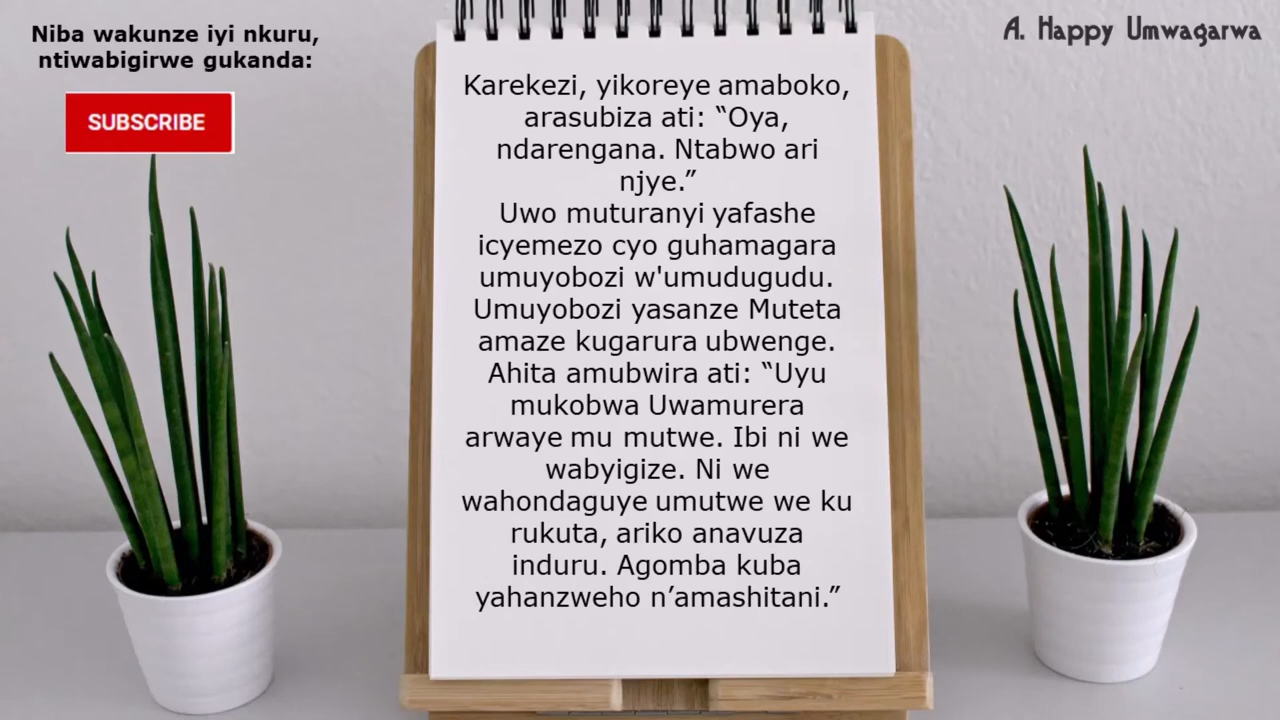 Niba wakunze iyi nkuru,
ntiwabigirwe gukanda:
SUBSCRIBE
A. Happy Umwagarwa
Karekezi, yikoreye amaboko,
arasubiza ati: “Oya,
ndarengana. Ntabwo ari
njye.”
Uwo muturanyi yafashe
icyemezo cyo guhamagara
umuyobozi w'umudugudu.
Umuyobozi yasanze Muteta
amaze kugarura ubwenge.
Ahita amubwira ati: “Uyu
mukobwa Uwamurera
arwaye mu mutwe. Ibi ni we
wabyigize. Ni we
wahondaguye umutwe we ku
rukuta, ariko anavuza
induru. Agomba kuba
yahanzweho n’amashitani.”